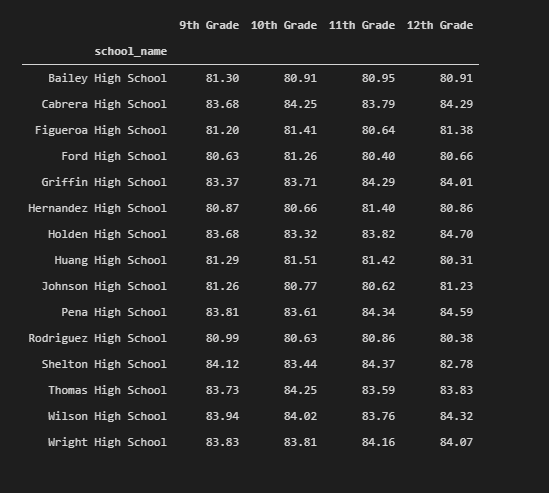 9th Grade 10th Grade 11th Grade 12th Grade
school_name
Bailey High School 81.30 80.91 80.95 80.91
Cabrera High School 83.68 84.25 83.79 84.29
Figueroa High School 81.20 81.41 80.64 81.38
Ford High School 80.63 81.26 80.40 80.66
Griffin High School 83.37 83.71 84.29 84.01
Hernandez High School 80.87 80.66 81.40 80.86
Holden High School 83.68 83.32 83.82 84.70
Huang High School 81.29 81.51 81.42 80.31
Johnson High School 81.26 80.77 80.62 81.23
Pena High School 83.81 83.61 84.34 84.59
Rodriguez High School 80.99 80.63 80.86 80.38
Shelton High School 84.12 83.44 84.37 82.78
Thomas High School 83.73 84.25 83.59 83.83
Wilson High School 83.94 84.02 83.76 84.32
Wright High School 83.83 83.81 84.16 84.07